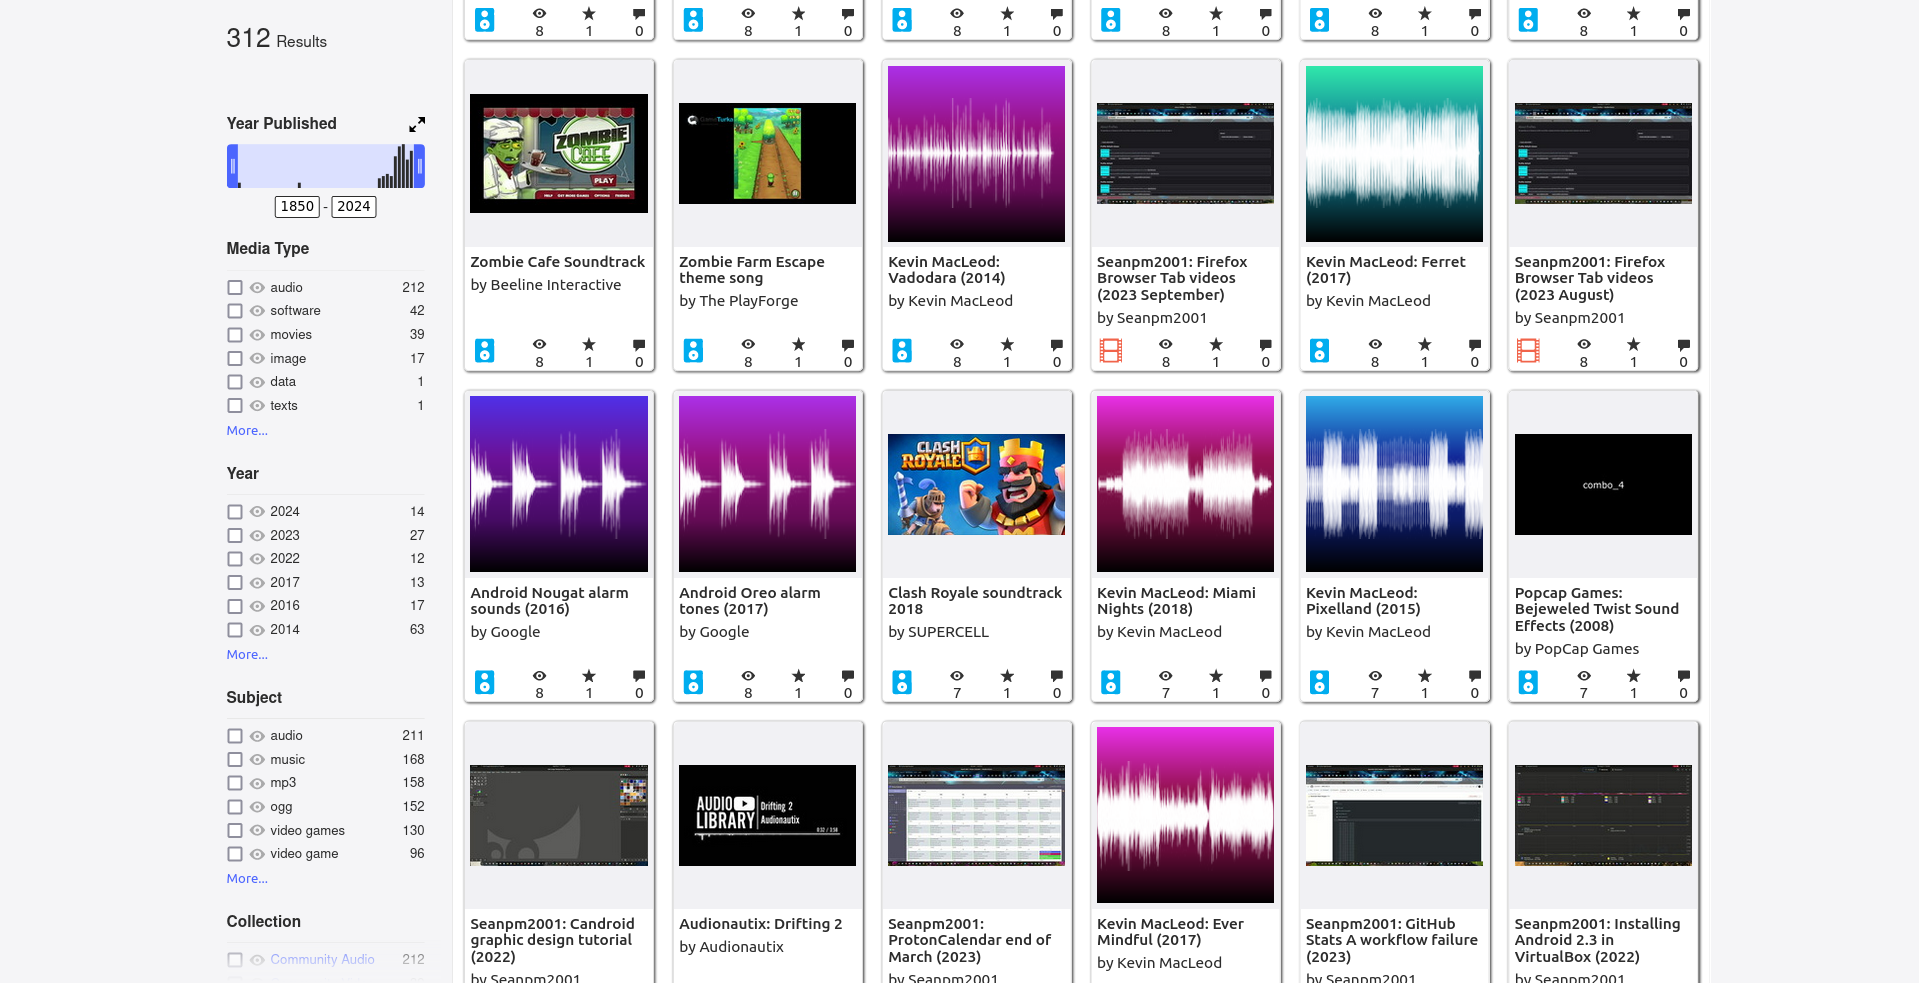 312 Results
Year Published
1850 - 2024
Media Type
audio 212
software 42
movies 39
image 17
data 1
texts 1
More...
Year
2024 14
2023 27
2022 12
2017 13
2016 17
2014 63
More...
Subject
audio 211
music 168
mp3 158
ogg 152
video games 130
video game 96
More...
Collection
Community Audio 212
8 1 0
8 1 0
8 1 0
8 1 0
8 1 0
8 1 0
ZOMBIE
CAFE
PLAY
Zombie Cafe Soundtrack
by Beeline Interactive
8 1 0
Zombie Farm Escape
theme song
by The PlayForge
8 1 0
Kevin MacLeod:
Vadodara (2014)
by Kevin MacLeod
8 1 0
Seanpm2001: Firefox
Browser Tab videos
(2023 September)
by Seanpm2001
8 1 0
Kevin MacLeod: Ferret
(2017)
by Kevin MacLeod
8 1 0
Seanpm2001: Firefox
Browser Tab videos
(2023 August)
by Seanpm2001
8 1 0
Android Nougat alarm
sounds (2016)
by Google
8 1 0
Android Oreo alarm
tones (2017)
by Google
8 1 0
CLASH
ROYALE
Clash Royale soundtrack
2018
by SUPERCELL
7 1 0
Kevin MacLeod: Miami
Nights (2018)
by Kevin MacLeod
7 1 0
Kevin MacLeod:
Pixelland (2015)
by Kevin MacLeod
7 1 0
combo_4
Popcap Games:
Bejeweled Twist Sound
Effects (2008)
by PopCap Games
7 1 0
Seanpm2001: Candroid
graphic design tutorial
(2022)
by Seanpm2001
AUDIO
LIBRARY
Drifting 2
Audionautix
Audionautix: Drifting 2
by Audionautix
Seanpm2001:
ProtonCalendar end of
March (2023)
by Seanpm2001
Kevin MacLeod: Ever
Mindful (2017)
by Kevin MacLeod
Seanpm2001: GitHub
Stats A workflow failure
(2023)
by Seanpm2001
Seanpm2001: Installing
Android 2.3 in
VirtualBox (2022)
by Seanpm2001